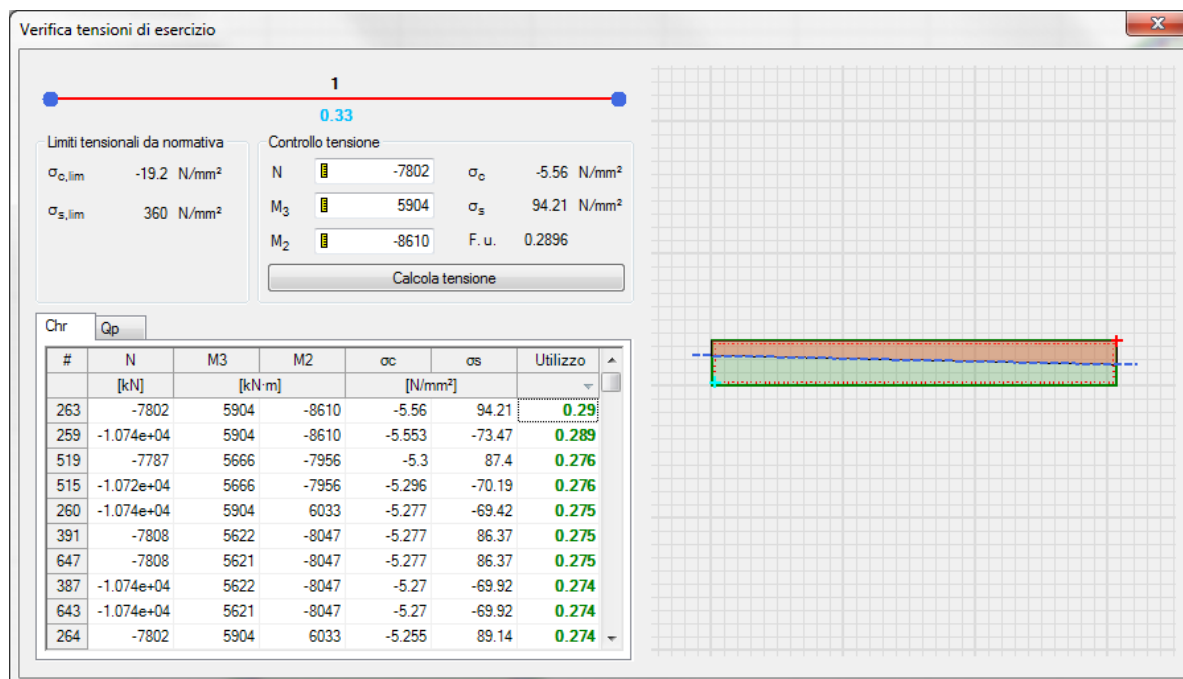 Verifica tensioni di esercizio
x
1
0.33
Limiti tensionali da normativa
σc,lim -19.2 N/mm²
σs,lim 360 N/mm²
Controllo tensione
N -7802 σc -5.56 N/mm²
M3 5904 σs 94.21 N/mm²
M2 -8610 F. u. 0.2896
Calcola tensione
Chr Qp
# N M3 M2 σc σs Utilizzo
[kN] [kN·m] [N/mm²]
263 -7802 5904 -8610 -5.56 94.21 0.29
259 -1.074e+04 5904 -8610 -5.553 -73.47 0.289
519 -7787 5666 -7956 -5.3 87.4 0.276
515 -1.072e+04 5666 -7956 -5.296 -70.19 0.276
260 -1.074e+04 5904 6033 -5.277 -69.42 0.275
391 -7808 5622 -8047 -5.277 86.37 0.275
647 -7808 5621 -8047 -5.277 86.37 0.275
387 -1.074e+04 5622 -8047 -5.27 -69.92 0.274
643 -1.074e+04 5621 -8047 -5.27 -69.92 0.274
264 -7802 5904 6033 -5.255 89.14 0.274